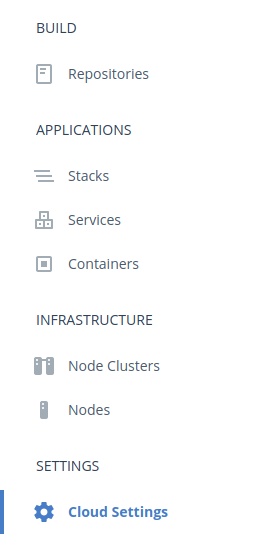 BUILD
Repositories
APPLICATIONS
Stacks
Services
Containers
INFRASTRUCTURE
Node Clusters
Nodes
SETTINGS
Cloud Settings